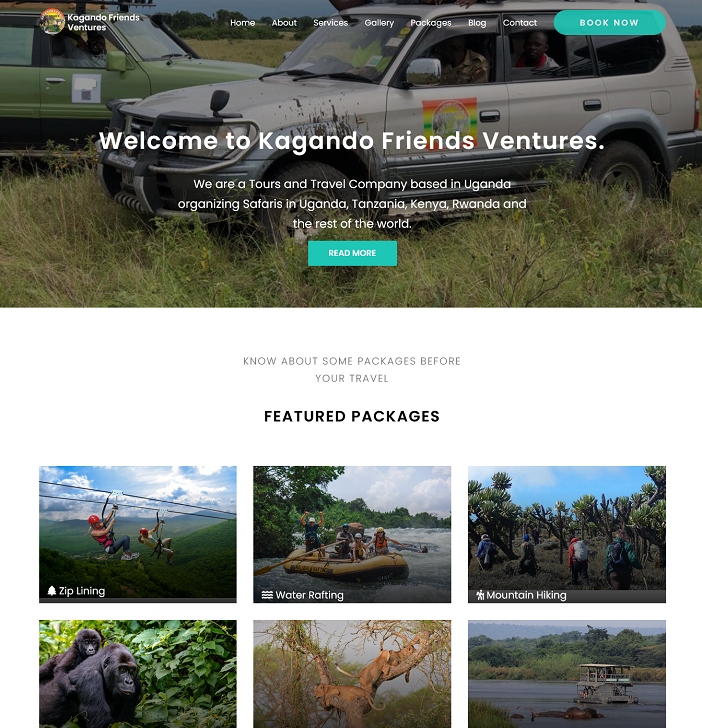 Kagando Friends
Ventures
Home About Services Gallery Packages Blog Contact BOOK NOW
Welcome to Kagando Friends Ventures.
We are a Tours and Travel Company based in Uganda
organizing Safaris in Uganda, Tanzania, Kenya, Rwanda and
the rest of the world.
READ MORE
KNOW ABOUT SOME PACKAGES BEFORE
YOUR TRAVEL
FEATURED PACKAGES
Zip Lining
Water Rafting
Mountain Hiking